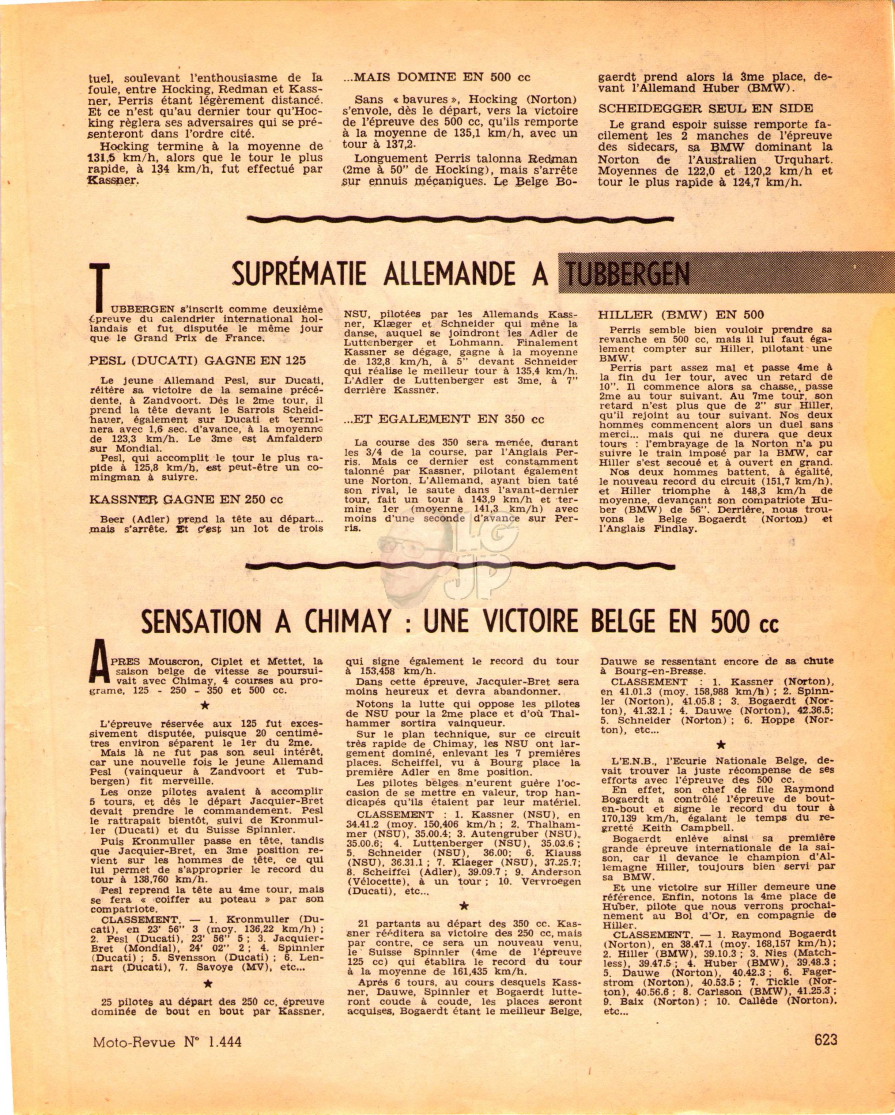 tuel, soulevant l'enthousiasme de la
foule, entre Hocking, Redman et Kass-
ner, Perris étant légèrement distancé.
Et ce n'est qu'au dernier tour qu'Hoc-
king règlera ses adversaires qui se pré-
senteront dans l'ordre cité.
Hocking termine à la moyenne de
131,5 km/h, alors que le tour le plus
rapide, à 134 km/h, fut effectué par
Kassner.
...MAIS DOMINE EN 500 cc
Sans « bavures », Hocking (Norton)
s'envole, dès le départ, vers la victoire
de l'épreuve des 500 cc, qu'ils remporte
à la moyenne de 135,1 km/h, avec un
tour à 137,2.
Longuement Perris talonna Redman
(2me à 50" de Hocking), mais s'arrête
sur ennuis mécaniques. Le Belge Bo-
gaerdt prend alors la 3me place, de-
vant l'Allemand Huber (BMW).
SCHEIDEGGER SEUL EN SIDE
Le grand espoir suisse remporte fa-
cilement les 2 manches de l'épreuve
des sidecars, sa BMW dominant la
Norton de l'Australien Urquhart.
Moyennes de 122,0 et 120,2 km/h et
tour le plus rapide à 124,7 km/h.
SUPRÉMATIE ALLEMANDE A TUBBERGEN
TUBBERGEN s'inscrit comme deuxième
épreuve du calendrier international hol-
landais et fut disputée le même jour
que le Grand Prix de France.
PESL (DUCATI) GAGNE EN 125
Le jeune Allemand Pesl, sur Ducati,
réitère sa victoire de la semaine précé-
dente, à Zandvoort. Dès le 2me tour, il
prend la tête devant le Sarrois Scheid-
hauer, également sur Ducati et termi-
nera avec 1,6 sec. d'avance, à la moyenne
de 123,3 km/h. Le 3me est Amfaldern
sur Mondial.
Pesl, qui accomplit le tour le plus ra-
pide à 125,8 km/h, est peut-être un co-
mingman à suivre.
KASSNER GAGNE EN 250 cc
Beer (Adler) prend la tête au départ...
mais s'arrête. Et c'est un lot de trois
NSU, pilotées par les Allemands Kass-
ner, Klæger et Schneider qui mène la
danse, auquel se joindront les Adler de
Luttenberger et Lohmann. Finalement
Kassner se dégage, gagne à la moyenne
de 132,8 km/h, à 5" devant Schneider
qui réalise le meilleur tour à 135,4 km/h.
L'Adler de Luttenberger est 3me, à 7"
derrière Kassner.
...ET EGALEMENT EN 350 cc
La course des 350 sera menée, durant
les 3/4 de la course, par l'Anglais Per-
ris. Mais ce dernier est constamment
talonné par Kassner, pilotant également
une Norton. L'Allemand, ayant bien taté
son rival, le saute dans l'avant-dernier
tour, fait un tour à 143,9 km/h et ter-
mine 1er (moyenne 141,3 km/h) avec
moins d'une seconde d'avance sur Per-
ris.
HILLER (BMW) EN 500
Perris semble bien vouloir prendre sa
revanche en 500 cc, mais il lui faut éga-
lement compter sur Hiller, pilotant une
BMW.
Perris part assez mal et passe 4me à
la fin du 1er tour, avec un retard de
10". Il commence alors sa chasse, passe
2me au tour suivant. Au 7me tour, son
retard n'est plus que de 2" sur Hiller,
qu'il rejoint au tour suivant. Nos deux
hommes commencent alors un duel sans
merci... mais qui ne durera que deux
tours : l'embrayage de la Norton n'a pu
suivre le train imposé par la BMW, car
Hiller s'est secoué et à ouvert en grand.
Nos deux hommes battent, à égalité,
le nouveau record du circuit (151,7 km/h),
et Hiller triomphe à 148,3 km/h de
moyenne, devançant son compatriote Hu-
ber (BMW) de 56". Derrière, nous trou-
vons le Belge Bogaerdt (Norton) et
l'Anglais Findlay.
LG
JP
SENSATION A CHIMAY : UNE VICTOIRE BELGE EN 500 cc
APRES Mouscron, Ciplet et Mettet, la
saison belge de vitesse se poursui-
vait avec Chimay, 4 courses au pro-
grame, 125 - 250 - 350 et 500 cc.
★
L'épreuve réservée aux 125 fut exces-
sivement disputée, puisque 20 centimè-
tres environ séparent le 1er du 2me.
Mais là ne fut pas son seul intérêt,
car une nouvelle fois le jeune Allemand
Pesl (vainqueur à Zandvoort et Tub-
bergen) fit merveille.
Les onze pilotes avaient à accomplir
5 tours, et dès le départ Jacquier-Bret
devait prendre le commandement. Pesl
le rattrapait bientôt, suivi de Kronmul-
ler (Ducati) et du Suisse Spinnler.
Puis Kronmuller passe en tête, tandis
que Jacquier-Bret, en 3me position re-
vient sur les hommes de tête, ce qui
lui permet de s'approprier le record du
tour à 138,760 km/h.
Pesl reprend la tête au 4me tour, mais
se fera « coiffer au poteau » par son
compatriote.
CLASSEMENT. — 1. Kronmuller (Du-
cati), en 23' 56" 3 (moy. 136,22 km/h) ;
2. Pesl (Ducati), 23' 56" 5 ; 3. Jacquier-
Bret (Mondial), 24' 02" 2 ; 4. Spinnler
(Ducati) ; 5. Svensson (Ducati) ; 6. Len-
nart (Ducati), 7. Savoye (MV), etc...
★
25 pilotes au départ des 250 cc, épreuve
dominée de bout en bout par Kassner,
qui signe également le record du tour
à 153,458 km/h.
Dans cette épreuve, Jacquier-Bret sera
moins heureux et devra abandonner.
Notons la lutte qui oppose les pilotes
de NSU pour la 2me place et d'où Thal-
hammer sortira vainqueur.
Sur le plan technique, sur ce circuit
très rapide de Chimay, les NSU ont lar-
gement dominé, enlevant les 7 premières
places. Scheiffel, vu à Bourg place la
première Adler en 8me position.
Les pilotes belges n'eurent guère l'oc-
casion de se mettre en valeur, trop han-
dicapés qu'ils étaient par leur matériel.
CLASSEMENT : 1. Kassner (NSU), en
34.41.2 (moy. 150,406 km/h ; 2. Thalham-
mer (NSU), 35.00.4; 3. Autengruber (NSU),
35.00.6; 4. Luttenberger (NSU), 35.03.6 ;
5. Schneider (NSU), 36.00; 6. Klauss
(NSU), 36.31.1 ; 7. Klaeger (NSU), 37.25.7;
8. Scheiffel (Adler), 39.09.7 ; 9. Anderson
(Vélocette), à un tour ; 10. Vervroegen
(Ducati), etc...
★
21 partants au départ des 350 cc. Kas-
sner rééditera sa victoire des 250 cc, mais
par contre, ce sera un nouveau venu,
le Suisse Spinnler (4me de l'épreuve
125 cc) qui établira le record du tour
à la moyenne de 161,435 km/h.
Après 6 tours, au cours desquels Kass-
ner, Dauwe, Spinnler et Bogaerdt lutte-
ront coude à coude, les places seront
acquises, Bogaerdt étant le meilleur Belge,
Dauwe se ressentant encore de sa chute
à Bourg-en-Bresse.
CLASSEMENT : 1. Kassner (Norton),
en 41.01.3 (moy. 158,988 km/h) ; 2. Spinn-
ler (Norton), 41.05.8 ; 3. Bogaerdt (Nor-
ton), 41.32.1 ; 4. Dauwe (Norton), 42.36.5;
5. Schneider (Norton) ; 6. Hoppe (Nor-
ton), etc...
★
L'E.N.B., l'Ecurie Nationale Belge, de-
vait trouver la juste récompense de ses
efforts avec l'épreuve des 500 cc.
En effet, son chef de file Raymond
Bogaerdt a contrôlé l'épreuve de bout-
en-bout et signe le record du tour à
170,139 km/h, égalant le temps du re-
gretté Keith Campbell.
Bogaerdt enlève ainsi sa première
grande épreuve internationale de la sai-
son, car il devance le champion d'Al-
lemagne Hiller, toujours bien servi par
sa BMW.
Et une victoire sur Hiller demeure une
référence. Enfin, notons la 4me place de
Huber, pilote que nous verrons prochai-
nement au Bol d'Or, en compagnie de
Hiller.
CLASSEMENT. — 1. Raymond Bogaerdt
(Norton), en 38.47.1 (moy. 168,157 km/h);
2. Hiller (BMW), 39.10.3 ; 3. Nies (Match-
less), 39.47.5 ; 4. Huber (BMW), 39.48.3 ;
5. Dauwe (Norton), 40.42.3 ; 6. Fager-
strom (Norton), 40.53.5 ; 7. Tickle (Nor-
ton), 40.56.6 ; 8. Carlsson (BMW), 41.25.3 ;
9. Baix (Norton) ; 10. Callède (Norton),
etc...
Moto-Revue N° 1.444
623